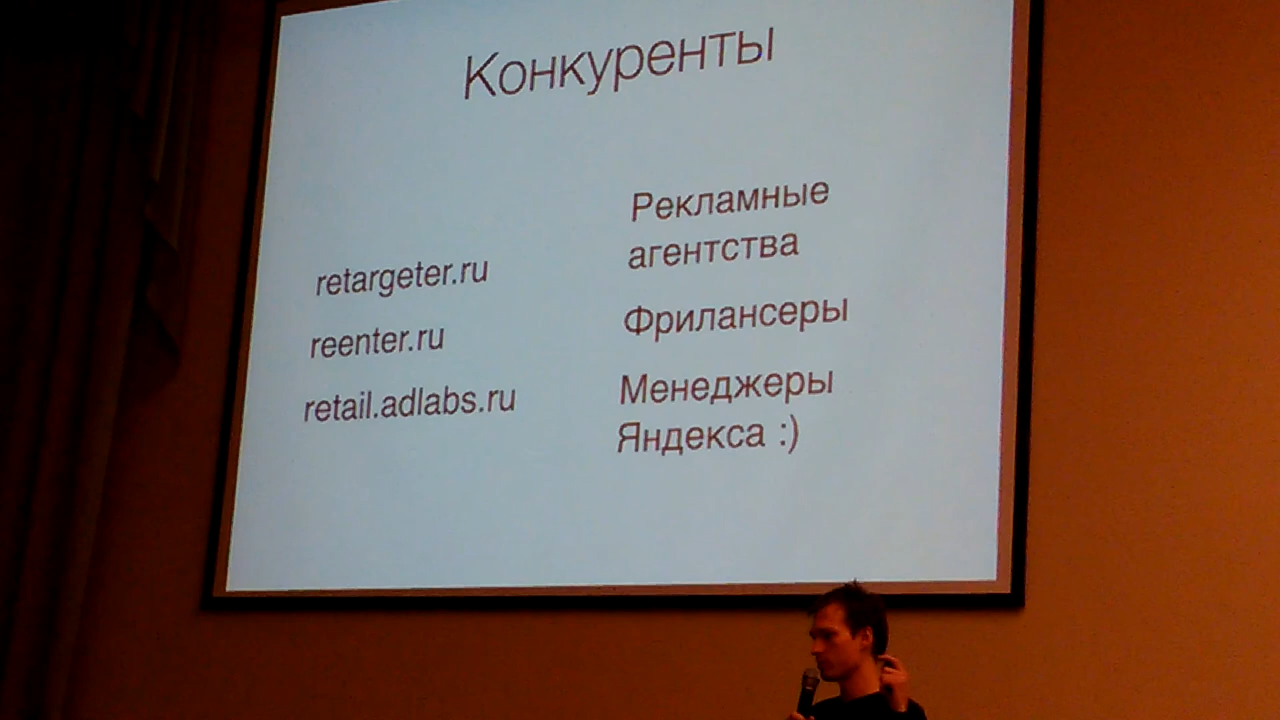 Конкуренты
retargeter.ru
reenter.ru
retail.adlabs.ru
Рекламные
агентства
Фрилансеры
Менеджеры
Яндекса :)